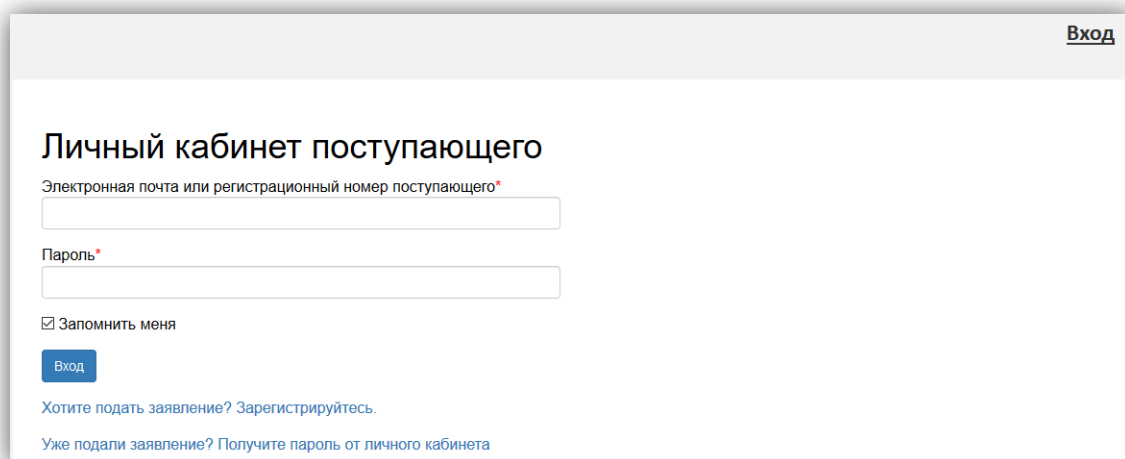 Вход
Личный кабинет поступающего
Электронная почта или регистрационный номер поступающего*
Пароль*
Запомнить меня
Вход
Хотите подать заявление? Зарегистрируйтесь.
Уже подали заявление? Получите пароль от личного кабинета